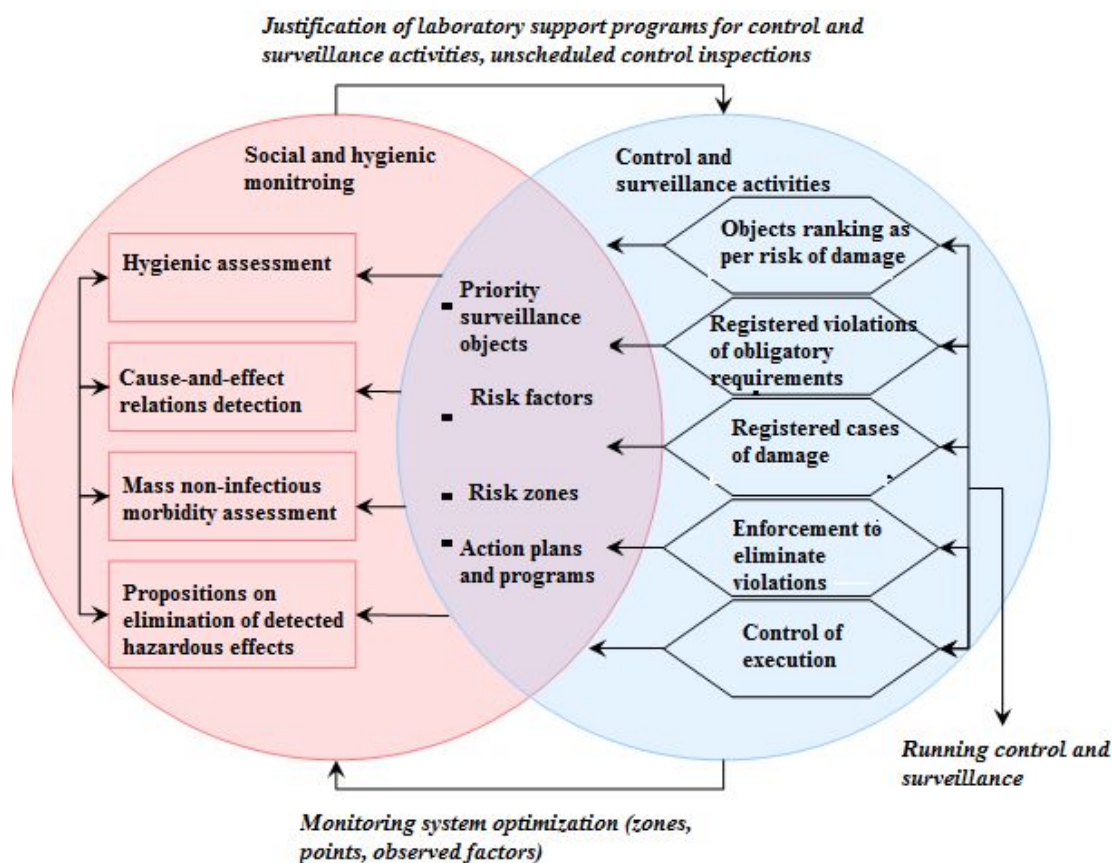 Justification of laboratory support programs for control and
surveillance activities, unscheduled control inspections
Social and hygienic
monitroing
Control and
surveillance activities
Hygienic assessment
Cause-and-effect
relations detection
Mass non-infectious
morbidity assessment
Propositions on
elimination of detected
hazardous effects
Priority
surveillance
objects
Risk factors
Risk zones
Action plans
and programs
Objects ranking as
per risk of damage
Registered violations
of obligatory
requirements
Registered cases
of damage
Enforcement to
eliminate
violations
Control of
execution
Running control and
surveillance
Monitoring system optimization (zones,
points, observed factors)